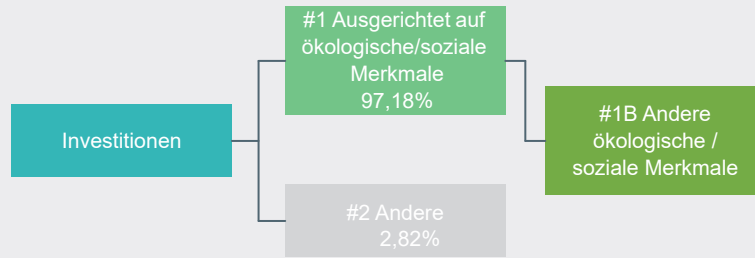 Investitionen
#1 Ausgerichtet auf
ökologische/soziale
Merkmale
97,18%
#2 Andere
2,82%
#1B Andere
ökologische /
soziale Merkmale